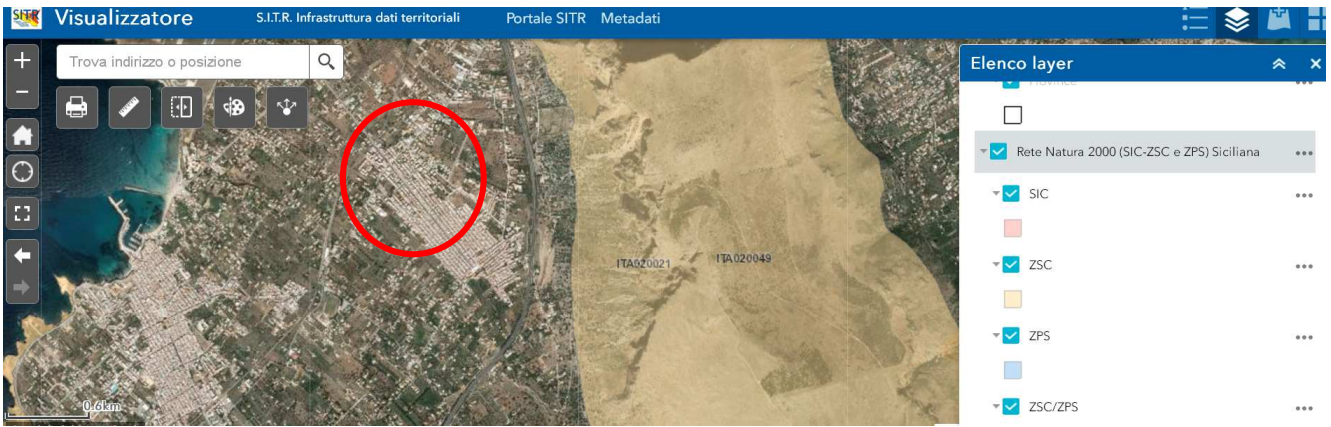 SITR
Visualizzatore
S.I.T.R. Infrastruttura dati territoriali
Portale SITR
Metadati
Trova indirizzo o posizione
Elenco layer
Province
Rete Natura 2000 (SIC-ZSC e ZPS) Siciliana
SIC
ZSC
ZPS
ZSC/ZPS
ITA020021
ITA020049
0.6km